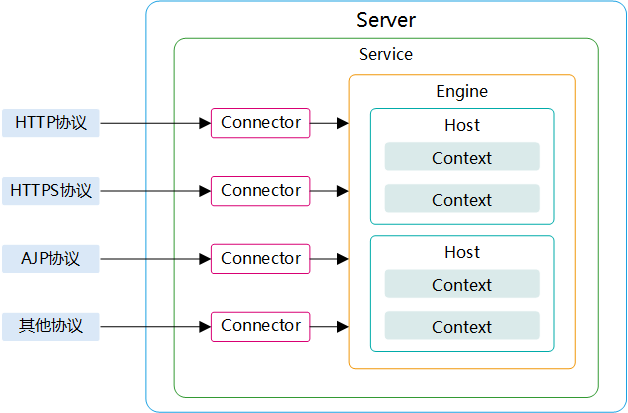 Server
Service
Engine
HTTP协议
Connector
Host
Context
HTTPS协议
Connector
Context
AJP协议
Connector
Host
Context
其他协议
Connector
Context